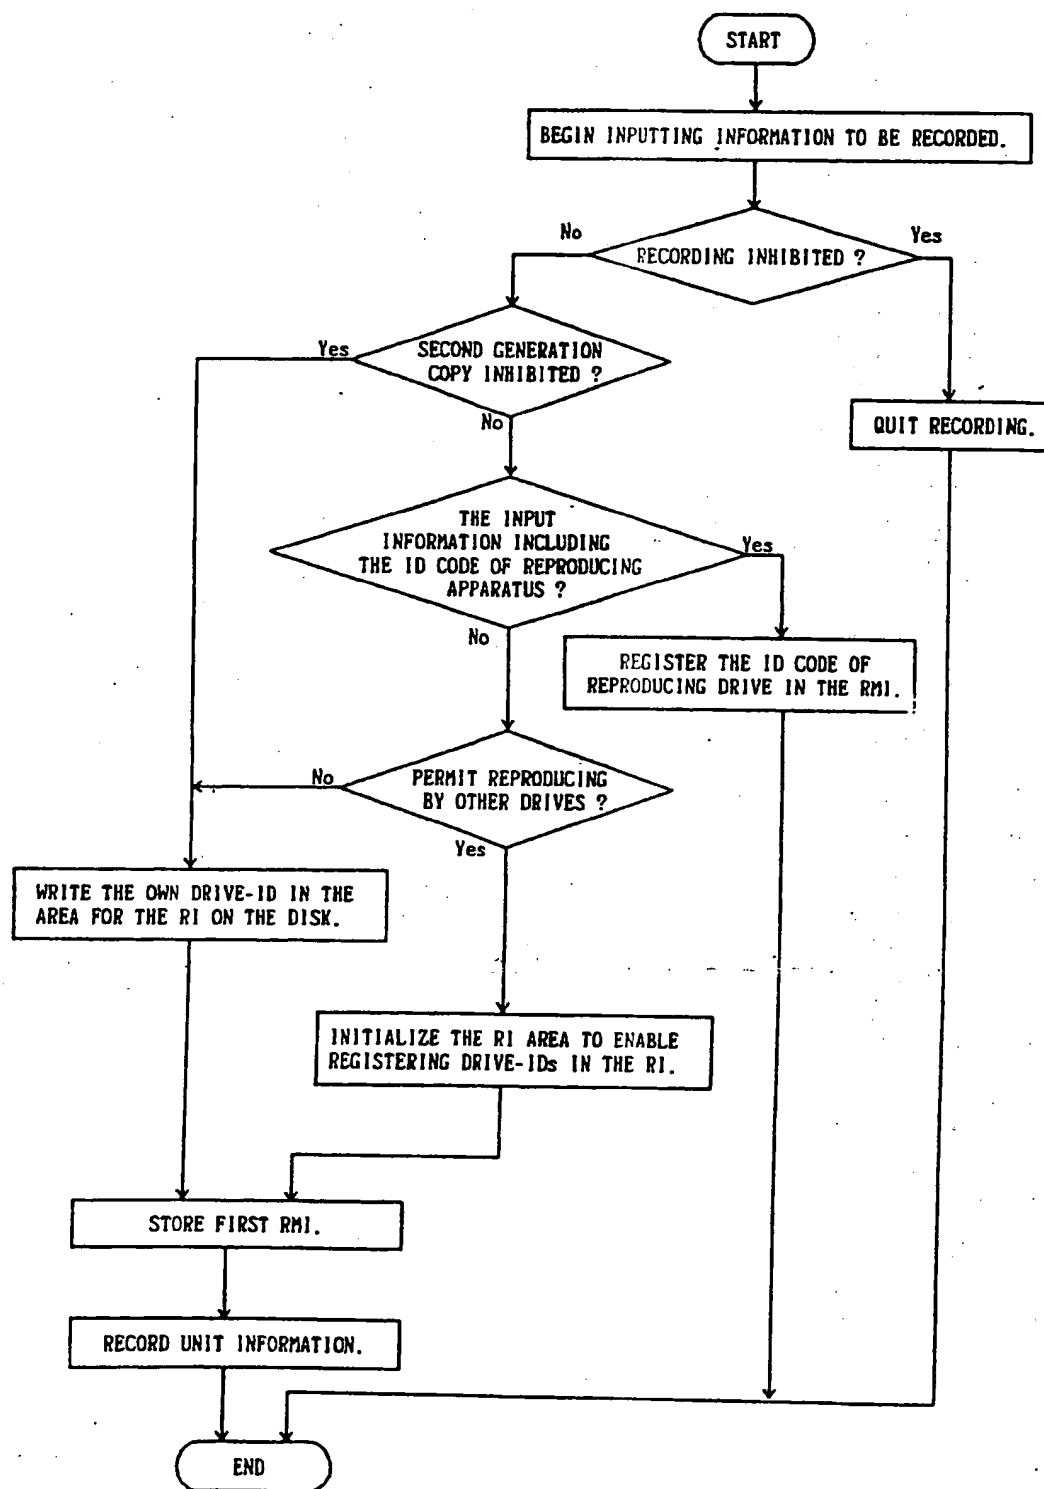 START
BEGIN INPUTTING INFORMATION TO BE RECORDED.
No
Yes
RECORDING INHIBITED ?
Yes
SECOND GENERATION
COPY INHIBITED ?
No
QUIT RECORDING.
THE INPUT
INFORMATION INCLUDING
THE ID CODE OF REPRODUCING
APPARATUS ?
Yes
No
REGISTER THE ID CODE OF
REPRODUCING DRIVE IN THE RMI.
No
PERMIT REPRODUCING
BY OTHER DRIVES ?
Yes
WRITE THE OWN DRIVE-ID IN THE
AREA FOR THE RI ON THE DISK.
INITIALIZE THE RI AREA TO ENABLE
REGISTERING DRIVE-IDs IN THE RI.
STORE FIRST RMI.
RECORD UNIT INFORMATION.
END